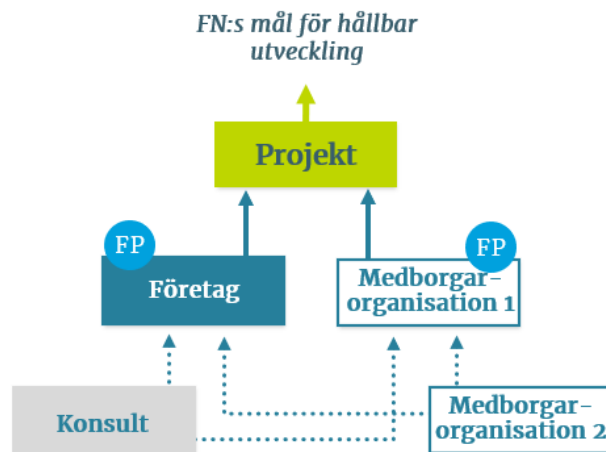 FN:s mål för hållbar
utveckling
Projekt
FP
Företag
FP
Medborgar-
organisation 1
Konsult
Medborgar-
organisation 2